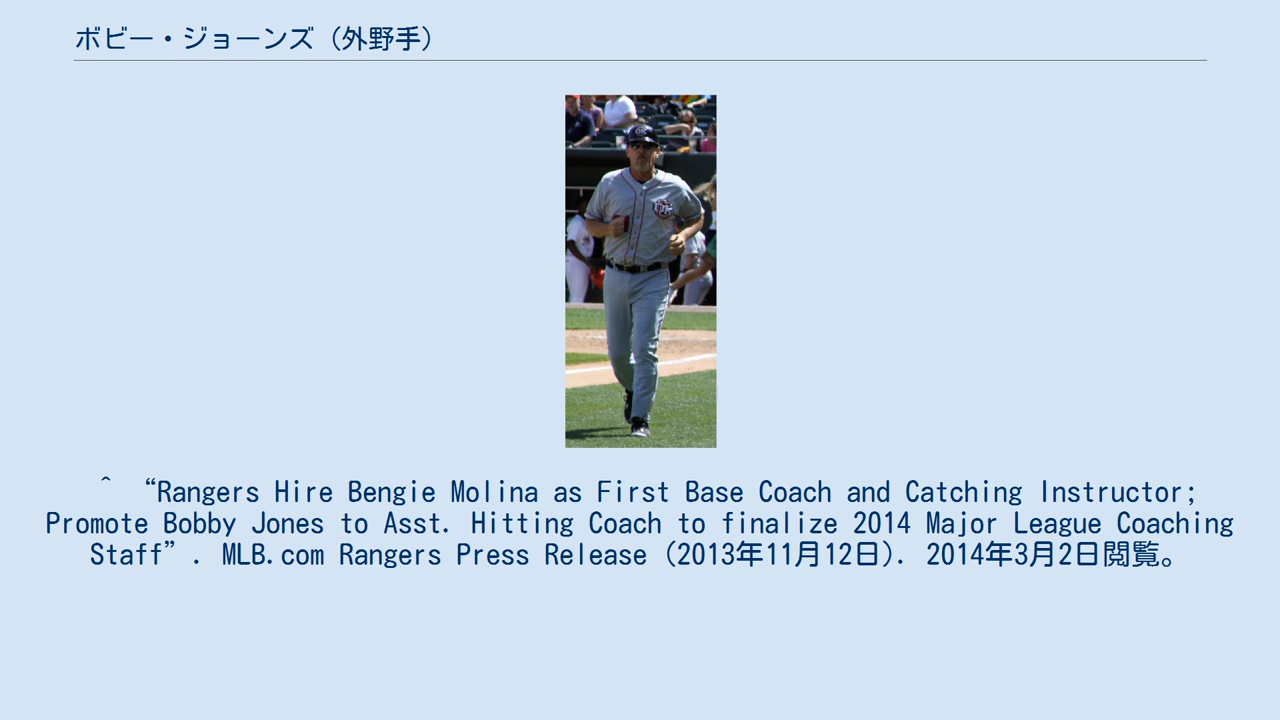 ボビー・ジョーンズ（外野手）
^ “Rangers Hire Bengie Molina as First Base Coach and Catching Instructor;
Promote Bobby Jones to Asst. Hitting Coach to finalize 2014 Major League Coaching
Staff”. MLB.com Rangers Press Release (2013年11月12日). 2014年3月2日閲覧。